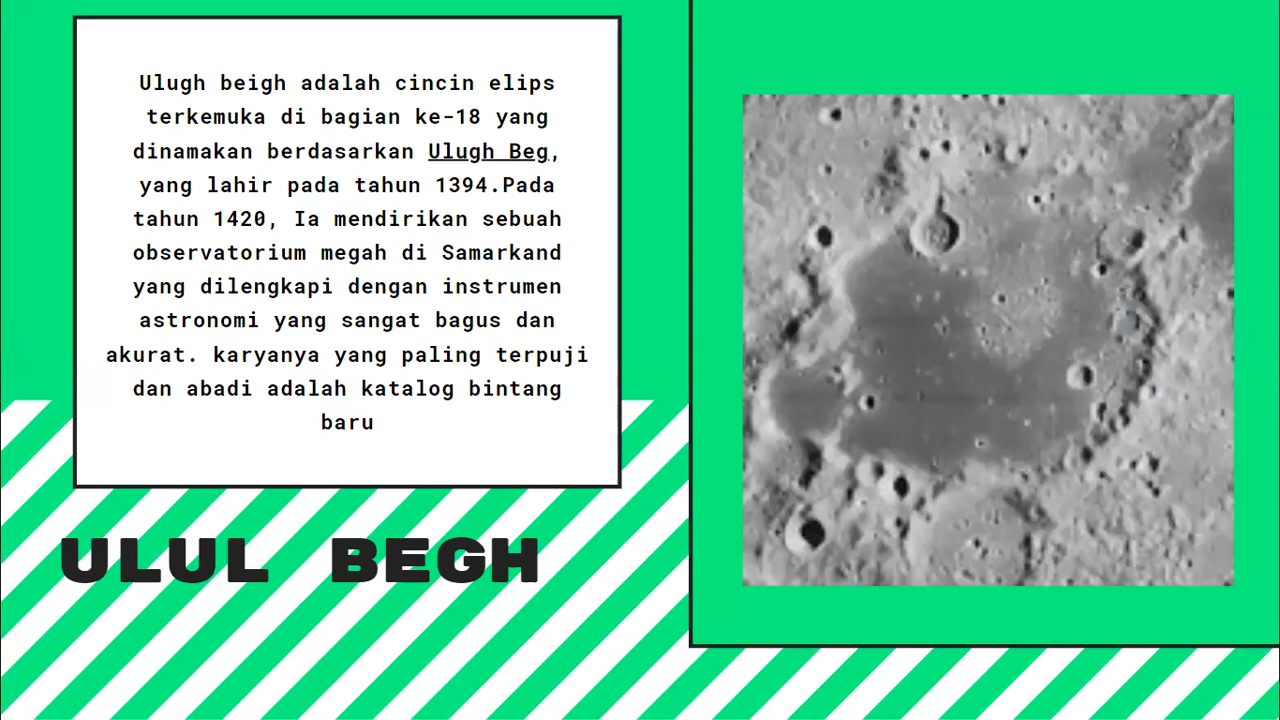 Ulugh beigh adalah cincin elips
terkemuka di bagian ke-18 yang
dinamakan berdasarkan Ulugh Beg,
yang lahir pada tahun 1394.Pada
tahun 1420, Ia mendirikan sebuah
observatorium megah di Samarkand
yang dilengkapi dengan instrumen
astronomi yang sangat bagus dan
akurat. karyanya yang paling terpuji
dan abadi adalah katalog bintang
baru
ULUL BEGH